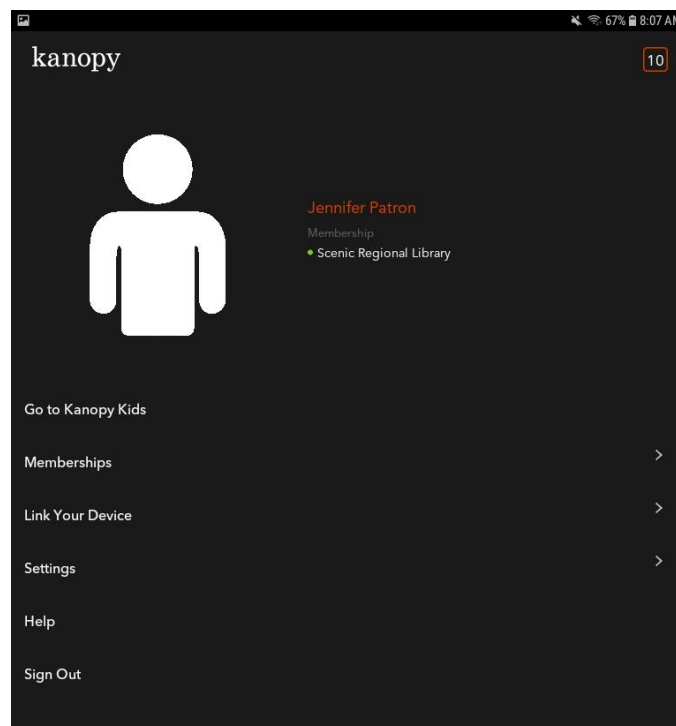 67% 8:07 AM
kanopy
10
Jennifer Patron
Membership
Scenic Regional Library
Go to Kanopy Kids
Memberships
Link Your Device
Settings
Help
Sign Out